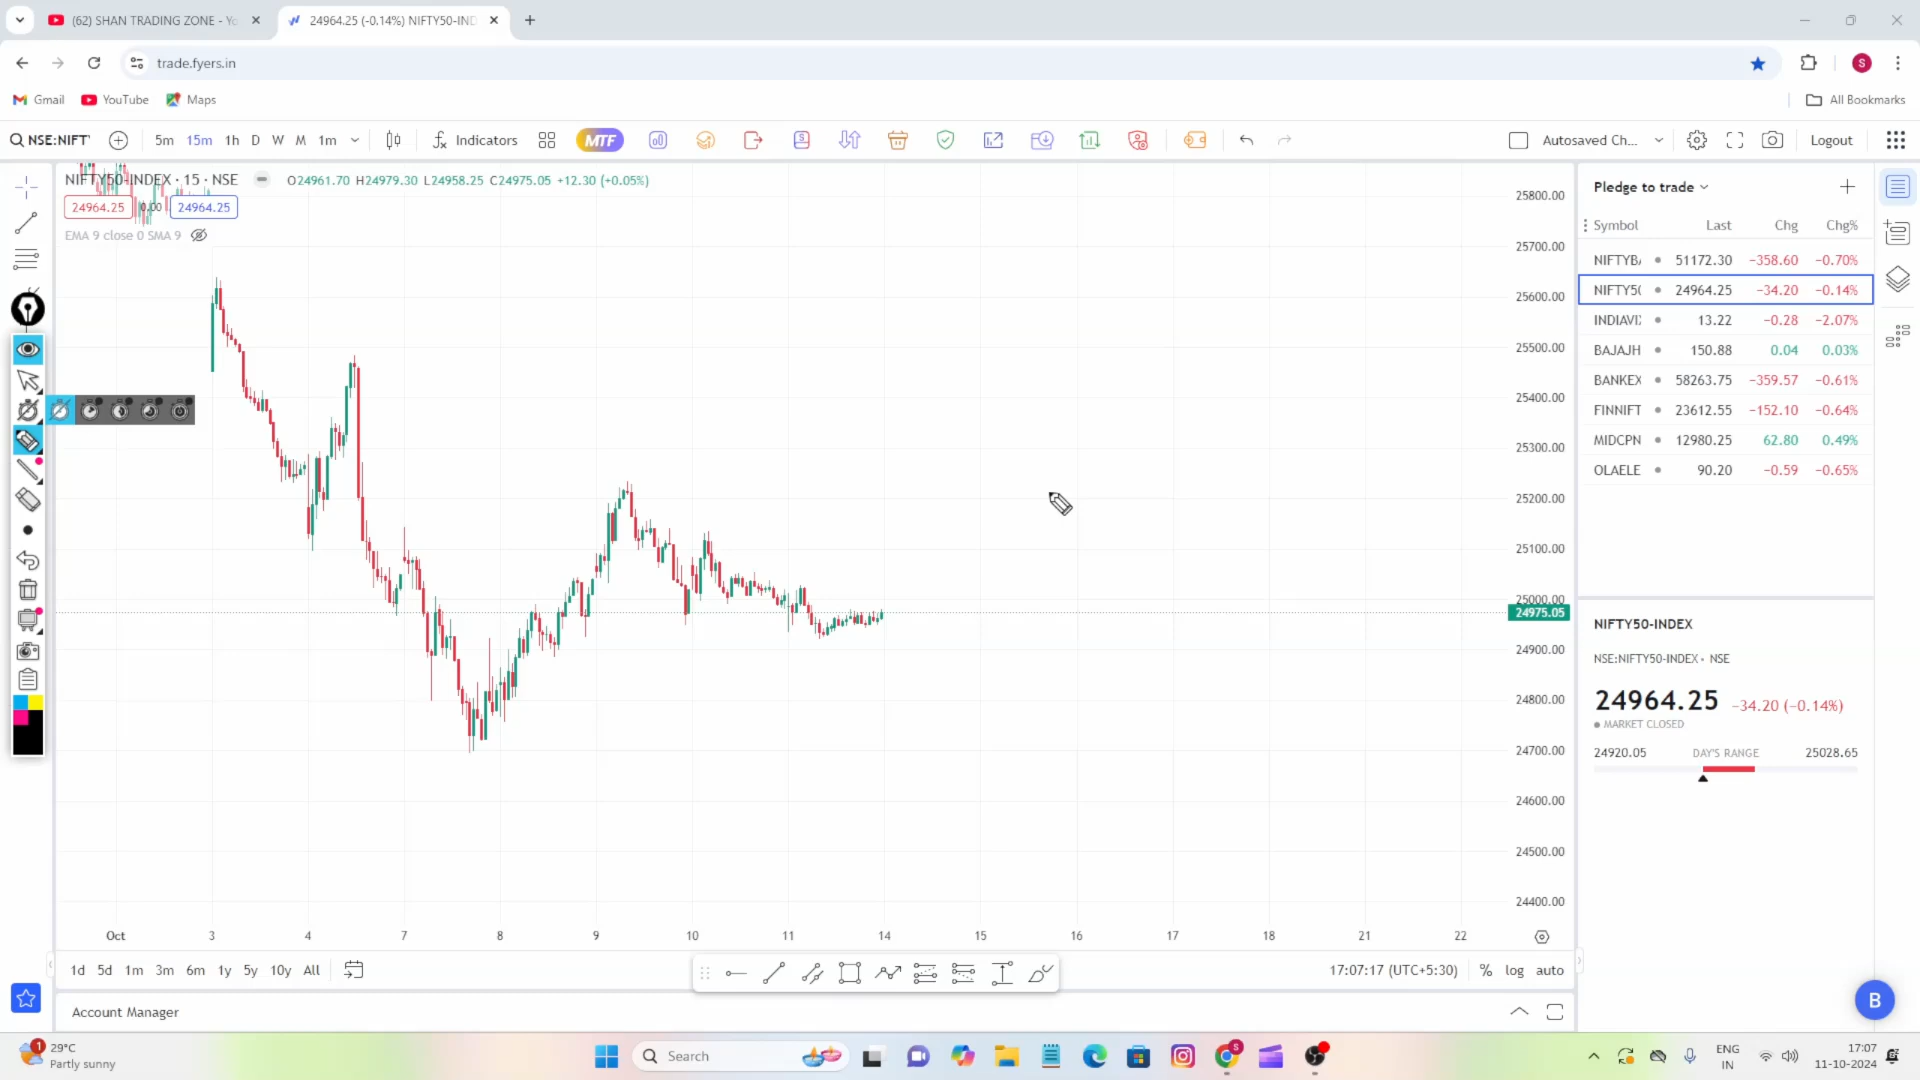 (62) SHAN TRADING ZONE - Yo
24964.25 (-0.14%) NIFTY50-IND
trade.fyers.in
S
Gmail
YouTube
Maps
All Bookmarks
NSE:NIFTY
5m 15m 1h D W M 1m
Indicators
MTF
Autosaved Ch...
Logout
NIFTY50-INDEX · 15 · NSE
O24961.70 H24979.30 L24958.25 C24975.05 +12.30 (+0.05%)
24964.25 0.00 24964.25
EMA 9 close 0 SMA 9
25800.00
25700.00
25600.00
25500.00
25400.00
25300.00
25200.00
25100.00
25000.00
24975.05
24900.00
24800.00
24700.00
24600.00
24500.00
24400.00
Oct 3 4 7 8 9 10 11 14 15 16 17 18 21 22
1d 5d 1m 3m 6m 1y 5y 10y All
17:07:17 (UTC+5:30) % log auto
Account Manager
Pledge to trade
Symbol Last Chg Chg%
NIFTYB 51172.30 −358.60 −0.70%
NIFTY50 24964.25 −34.20 −0.14%
INDIAVI 13.22 −0.28 −2.07%
BAJAJH 150.88 0.04 0.03%
BANKEX 58263.75 −359.57 −0.61%
FINNIFT 23612.55 −152.10 −0.64%
MIDCPN 12980.25 62.80 0.49%
OLAELE 90.20 −0.59 −0.65%
NIFTY50-INDEX
NSE:NIFTY50-INDEX • NSE
24964.25 −34.20 (−0.14%)
MARKET CLOSED
24920.05 DAY'S RANGE 25028.65
B
1
29°C
Partly sunny
Search
S
ENG
IN
17:07
11-10-2024